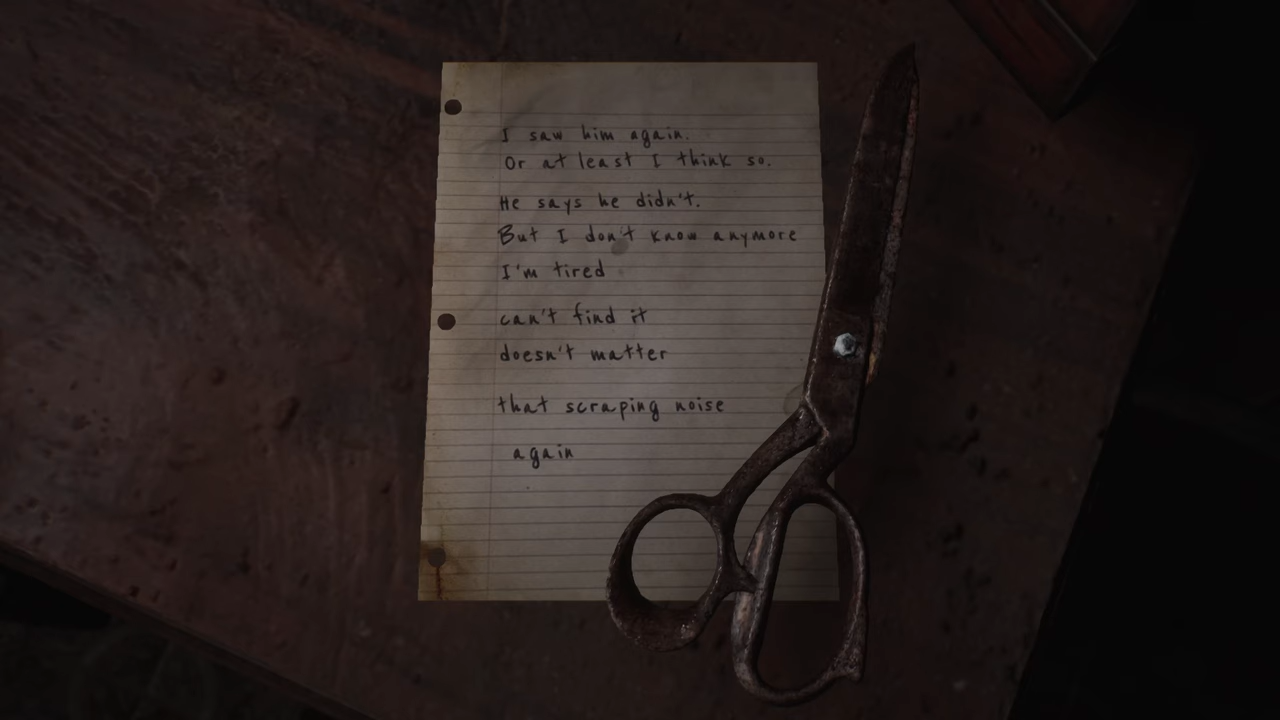 I saw him again.
Or at least I think so.
He says he didn't.
But I don't know anymore
I'm tired
can't find it
doesn't matter
that scraping noise
again